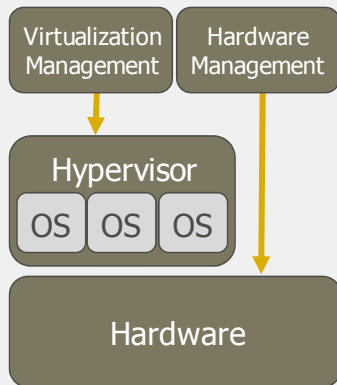 Virtualization
Management
Hardware
Management
Hypervisor
OS OS OS
Hardware